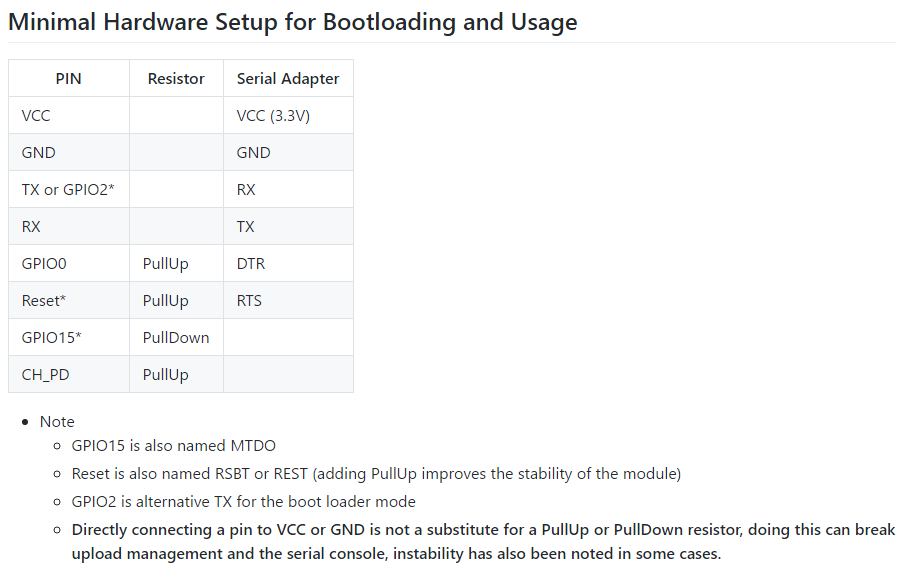 Minimal Hardware Setup for Bootloading and Usage
PIN Resistor Serial Adapter
VCC VCC (3.3V)
GND GND
TX or GPIO2* RX
RX TX
GPIO0 PullUp DTR
Reset* PullUp RTS
GPIO15* PullDown
CH_PD PullUp
Note
GPIO15 is also named MTDO
Reset is also named RSBT or REST (adding PullUp improves the stability of the module)
GPIO2 is alternative TX for the boot loader mode
Directly connecting a pin to VCC or GND is not a substitute for a PullUp or PullDown resistor, doing this can break
upload management and the serial console, instability has also been noted in some cases.